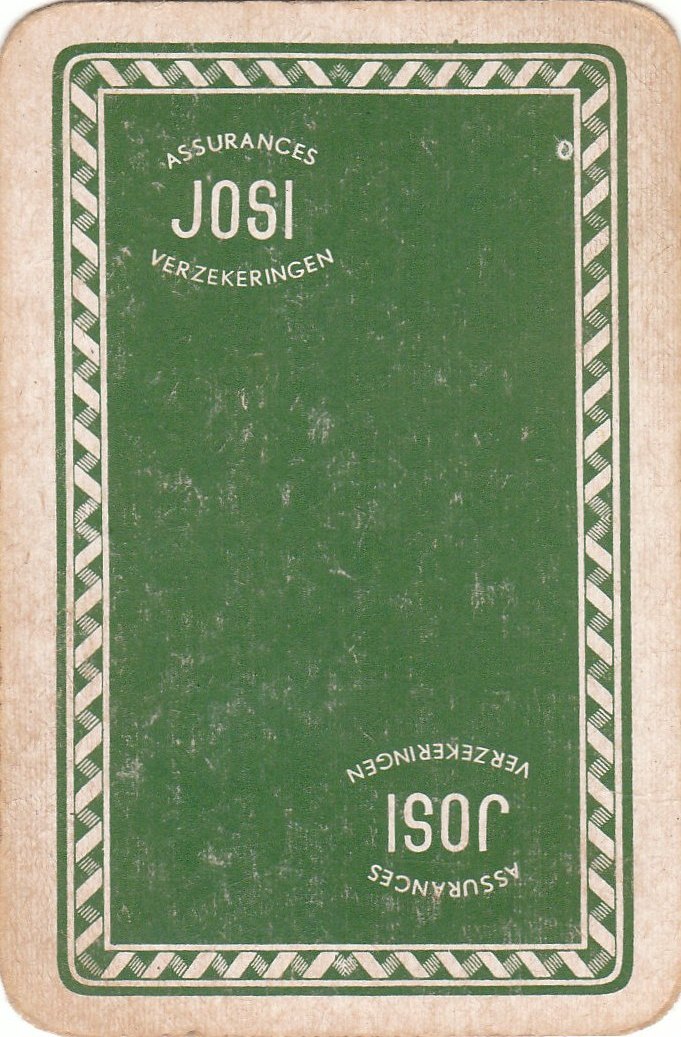 ASSURANCES
JOSI
VERZEKERINGEN
ASSURANCES
JOSI
VERZEKERINGEN